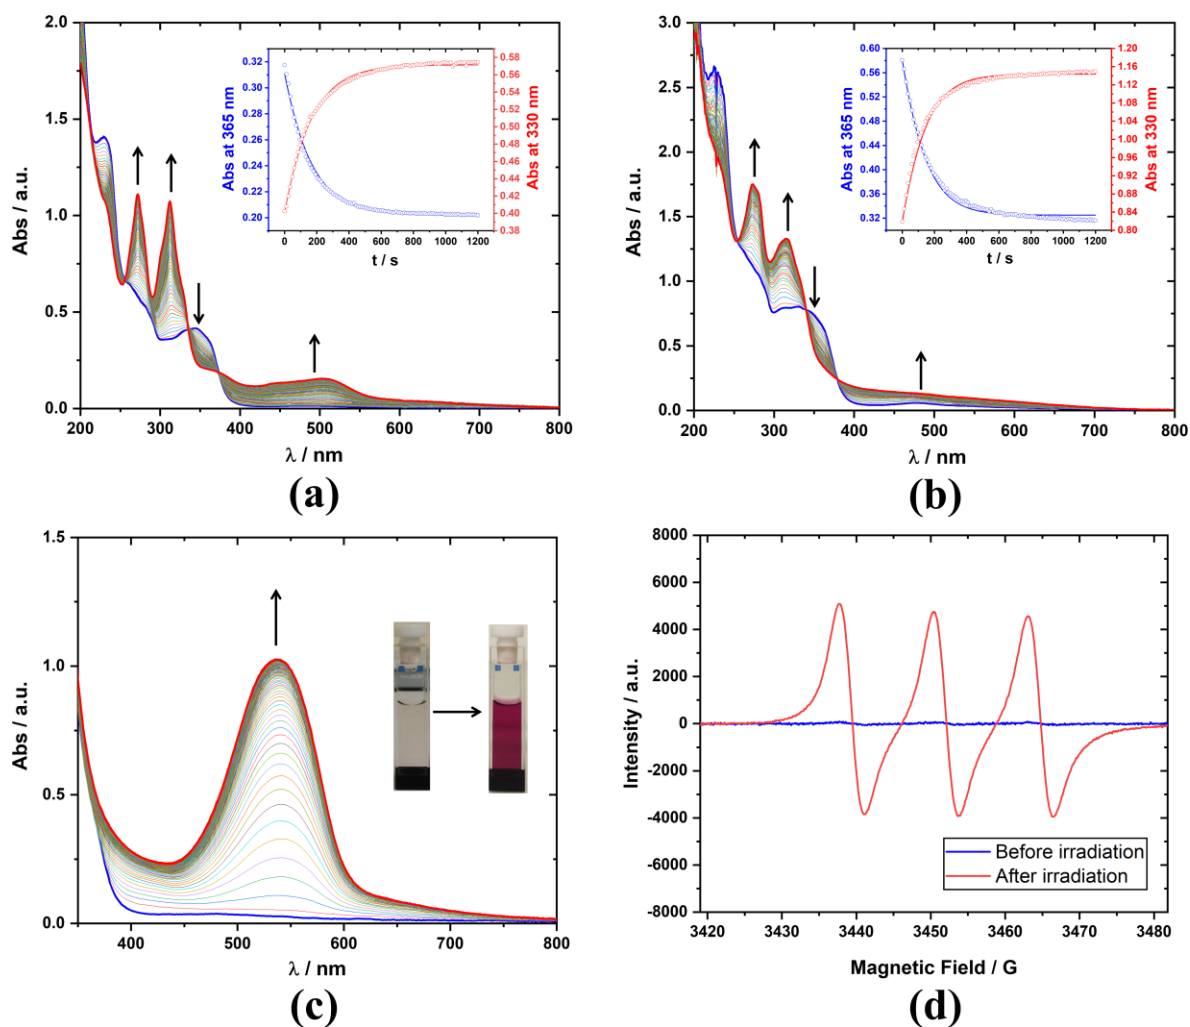 2.0
1.5
1.0
0.5
0.0
Abs / a.u.
200 300 400 500 600 700 800
λ / nm
0.32
0.30
0.28
0.26
0.24
0.22
0.20
Abs at 365 nm
0.58
0.56
0.54
0.52
0.50
0.48
0.46
0.44
0.42
0.40
0.38
Abs at 330 nm
0 200 400 600 800 1000 1200
t / s
(a)
3.0
2.5
2.0
1.5
1.0
0.5
0.0
Abs / a.u.
200 300 400 500 600 700 800
λ / nm
0.60
0.56
0.52
0.48
0.44
0.40
0.36
0.32
Abs at 365 nm
1.20
1.16
1.12
1.08
1.04
1.00
0.96
0.92
0.88
0.84
0.80
Abs at 330 nm
0 200 400 600 800 1000 1200
t / s
(b)
1.5
1.0
0.5
0.0
Abs / a.u.
400 500 600 700 800
λ / nm
(c)
8000
6000
4000
2000
0
-2000
-4000
-6000
-8000
Intensity / a.u.
Before irradiation
After irradiation
3420 3430 3440 3450 3460 3470 3480
Magnetic Field / G
(d)